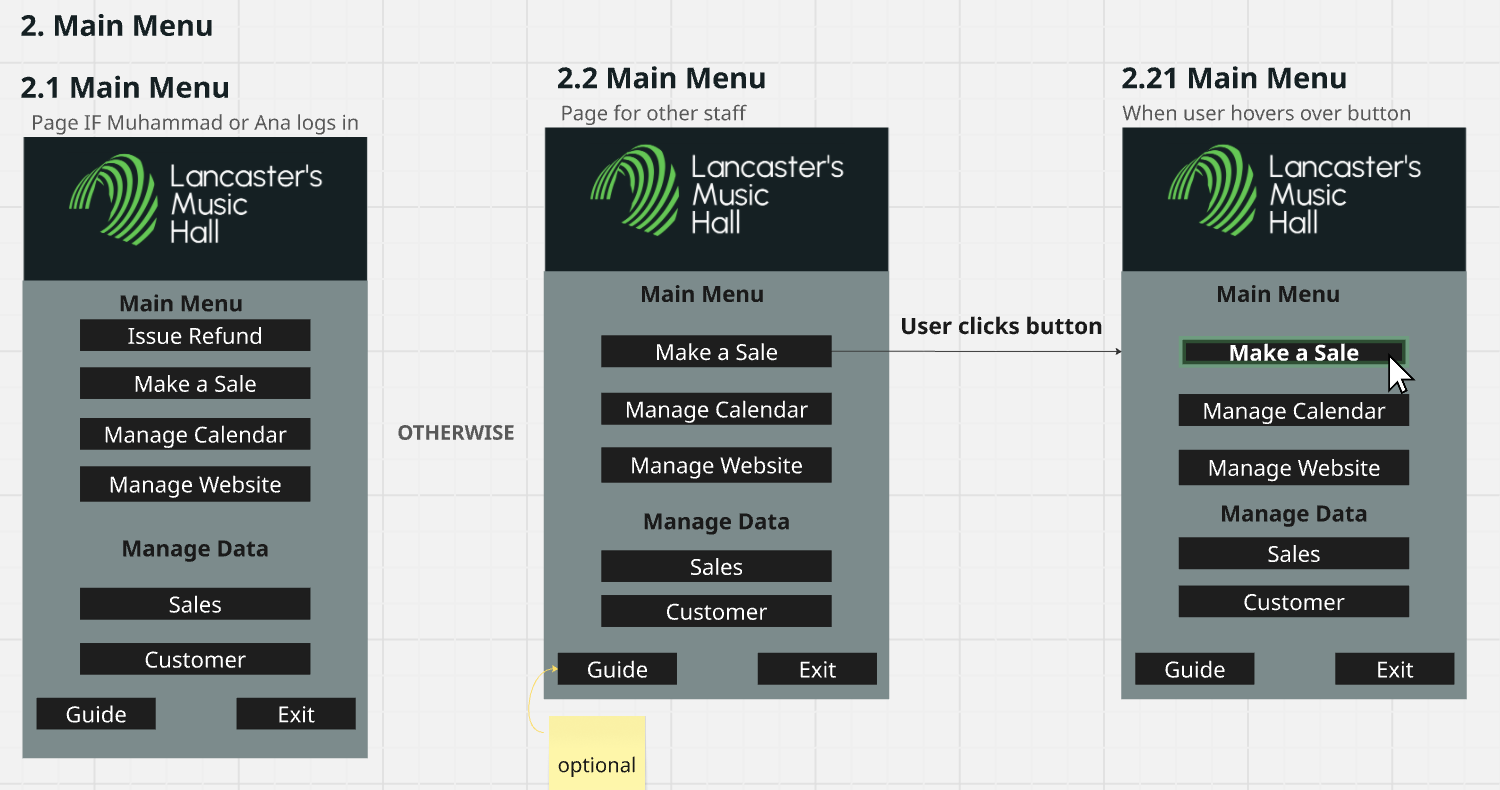 2. Main Menu
2.1 Main Menu
Page IF Muhammad or Ana logs in
Lancaster's
Music
Hall
Main Menu
Issue Refund
Make a Sale
Manage Calendar
Manage Website
Manage Data
Sales
Customer
Guide
Exit
OTHERWISE
2.2 Main Menu
Page for other staff
Lancaster's
Music
Hall
Main Menu
Make a Sale
Manage Calendar
Manage Website
Manage Data
Sales
Customer
Guide
Exit
optional
User clicks button
2.21 Main Menu
When user hovers over button
Lancaster's
Music
Hall
Main Menu
Make a Sale
Manage Calendar
Manage Website
Manage Data
Sales
Customer
Guide
Exit